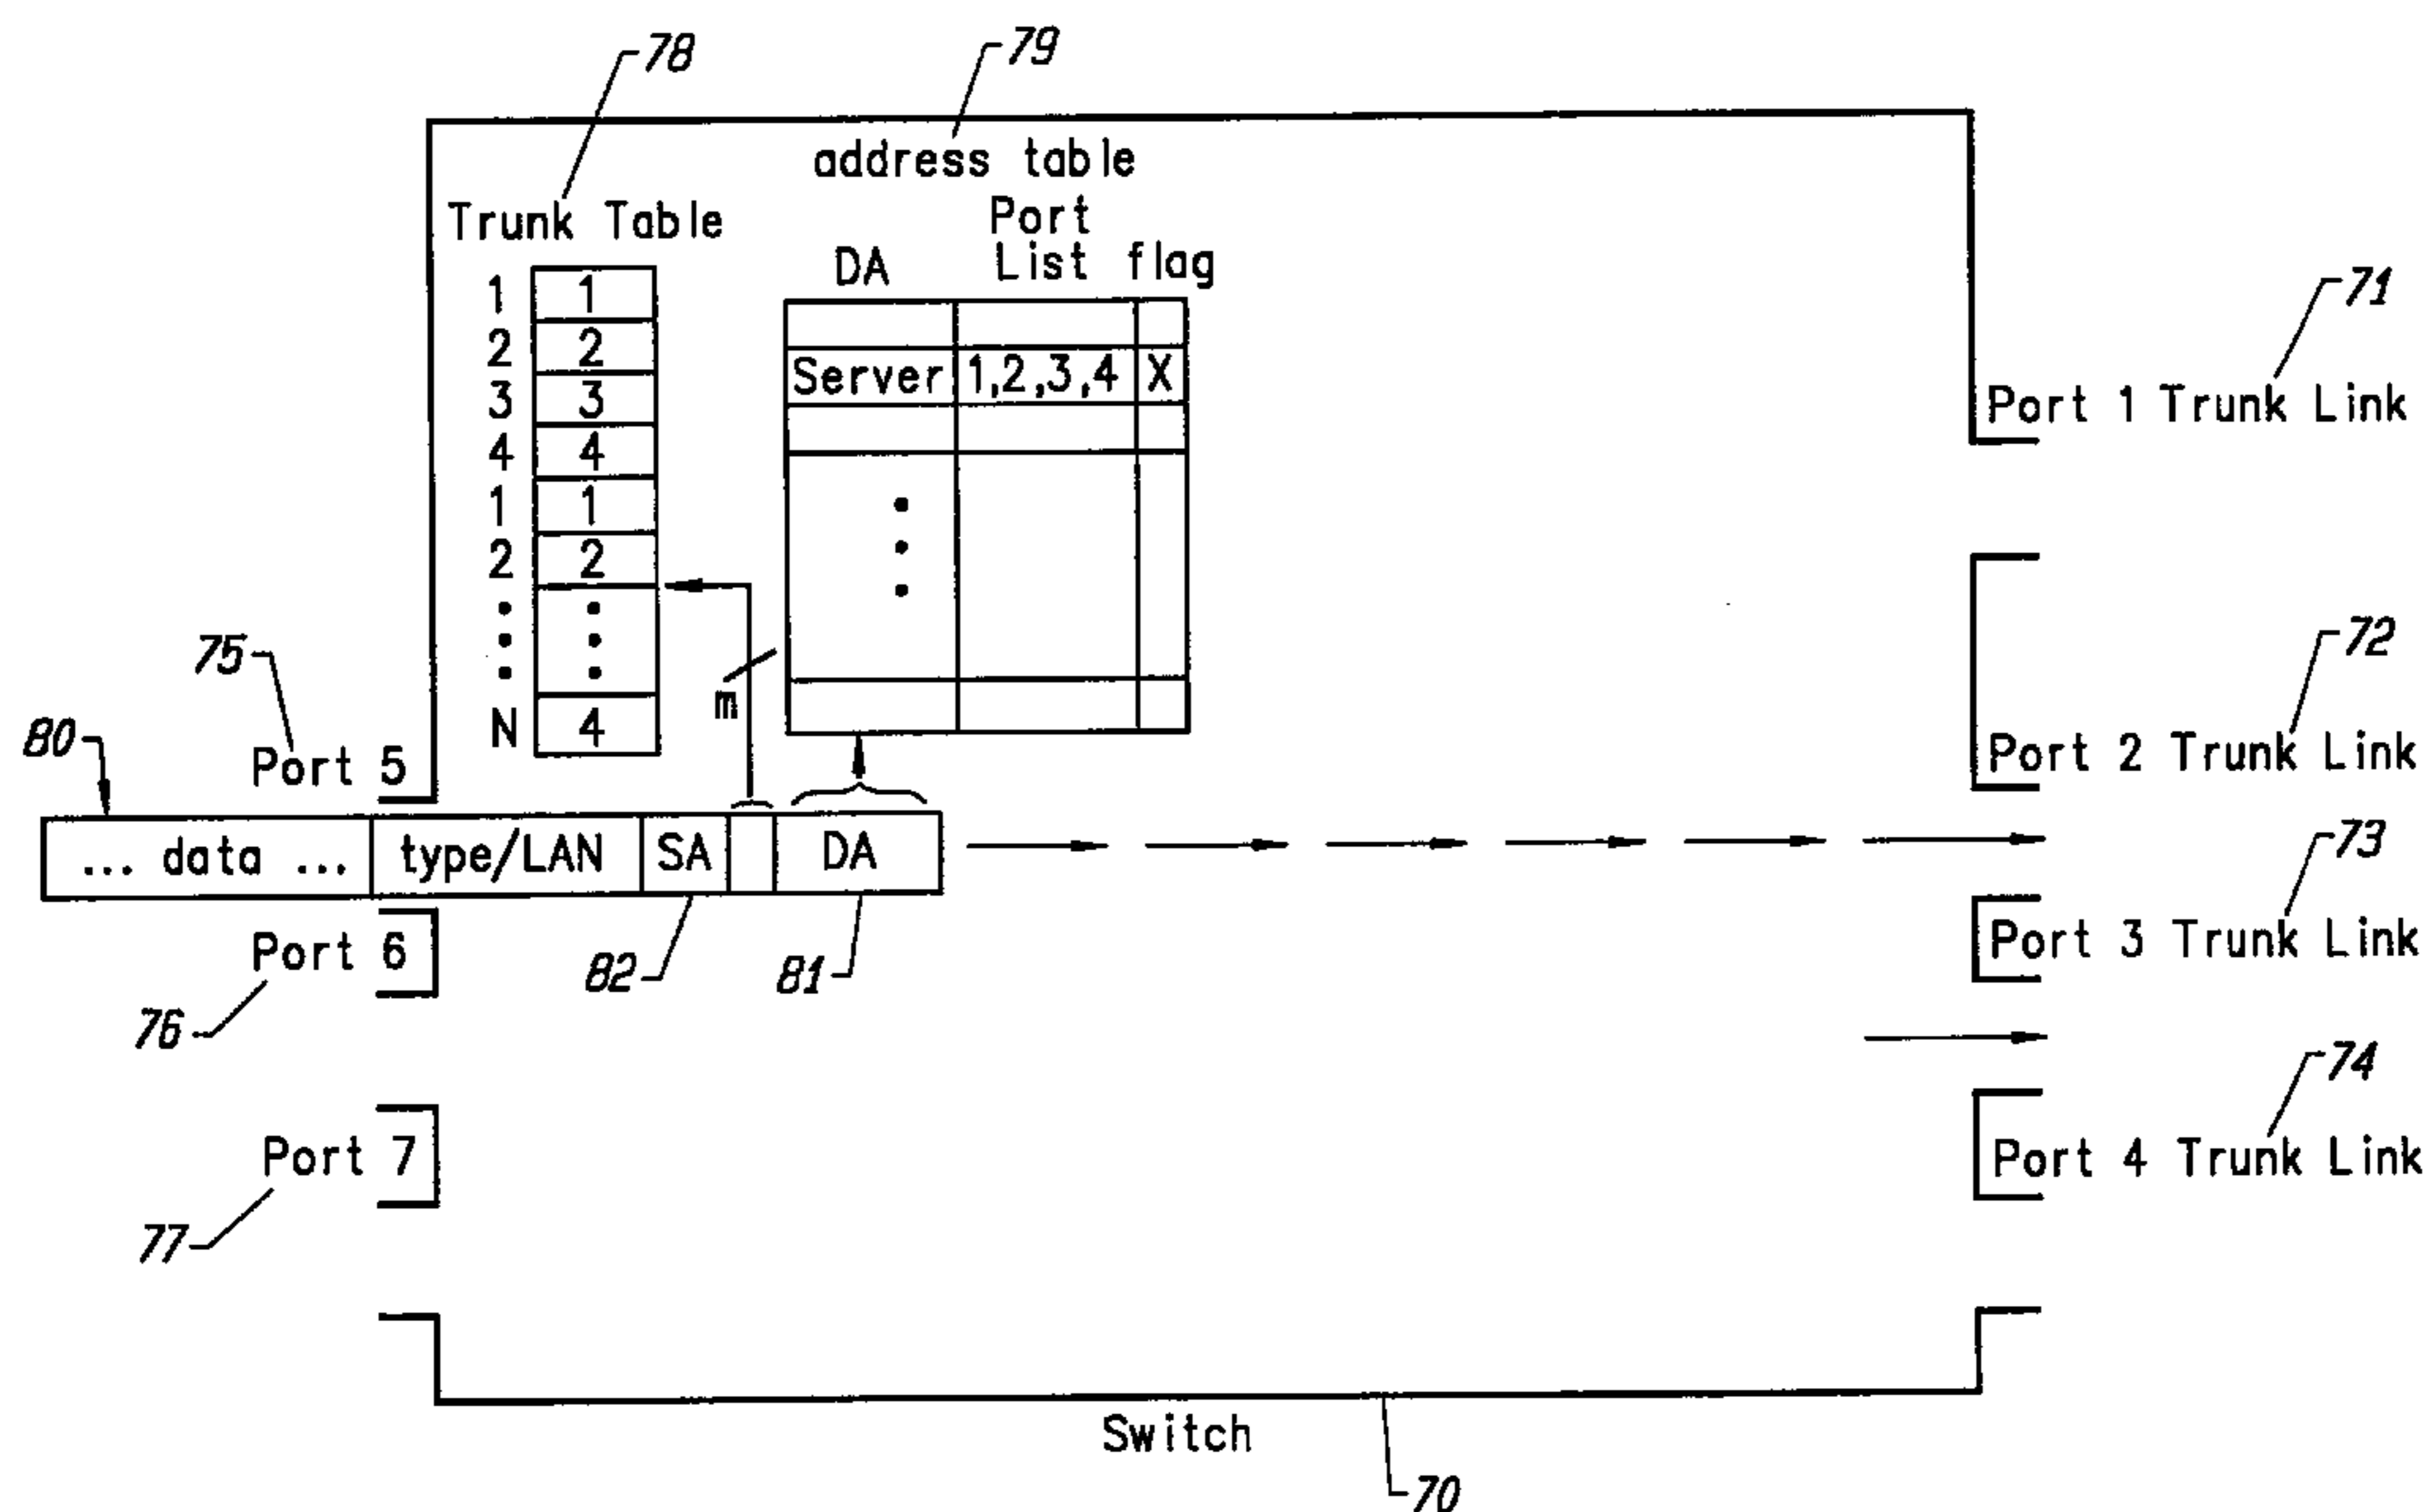 78
79
address table
Trunk Table
Port
DA List flag
1 1
2 2
3 3
4 4
1 1
2 2
N 4
Server 1,2,3,4 X
m
71
Port 1 Trunk Link
72
Port 2 Trunk Link
75
80
Port 5
... data ... type/LAN SA DA
73
Port 3 Trunk Link
Port 6
82
81
76
74
Port 7
Port 4 Trunk Link
77
Switch
70